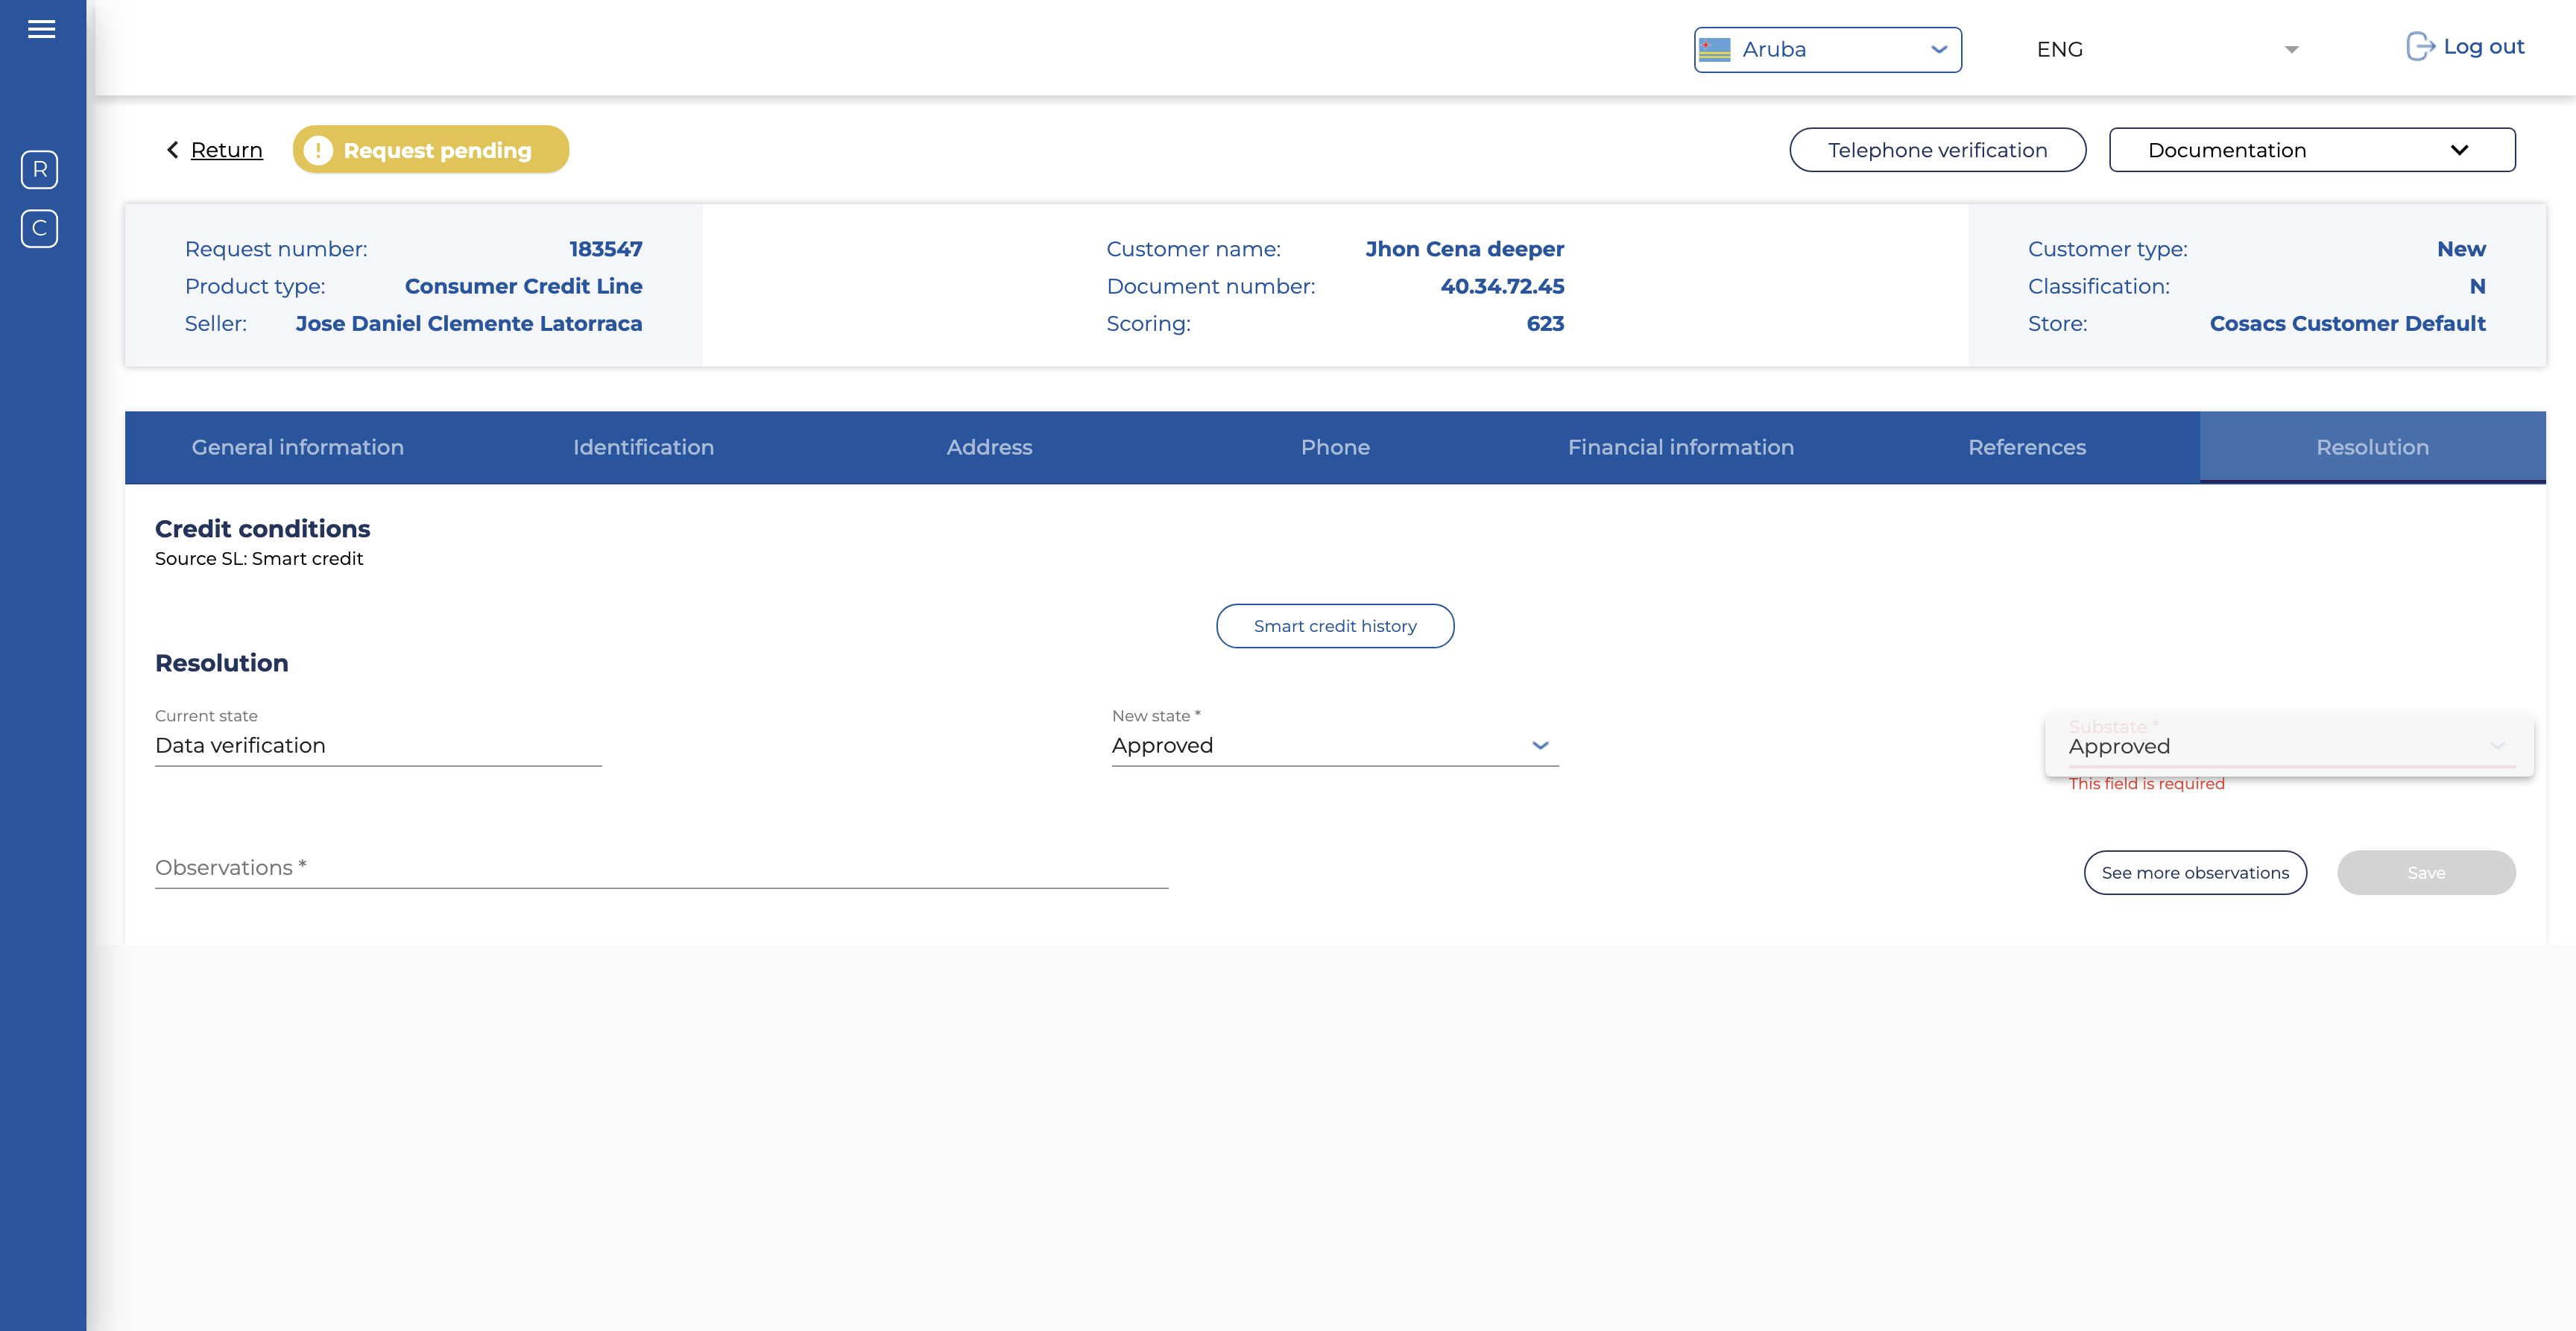 Aruba
ENG
Log out
R
C
Return
! Request pending
Telephone verification
Documentation
Request number: 183547
Product type: Consumer Credit Line
Seller: Jose Daniel Clemente Latorraca
Customer name: Jhon Cena deeper
Document number: 40.34.72.45
Scoring: 623
Customer type: New
Classification: N
Store: Cosacs Customer Default
General information
Identification
Address
Phone
Financial information
References
Resolution
Credit conditions
Source SL: Smart credit
Smart credit history
Resolution
Current state
Data verification
New state *
Approved
Substate *
Approved
This field is required
Observations *
See more observations
Save